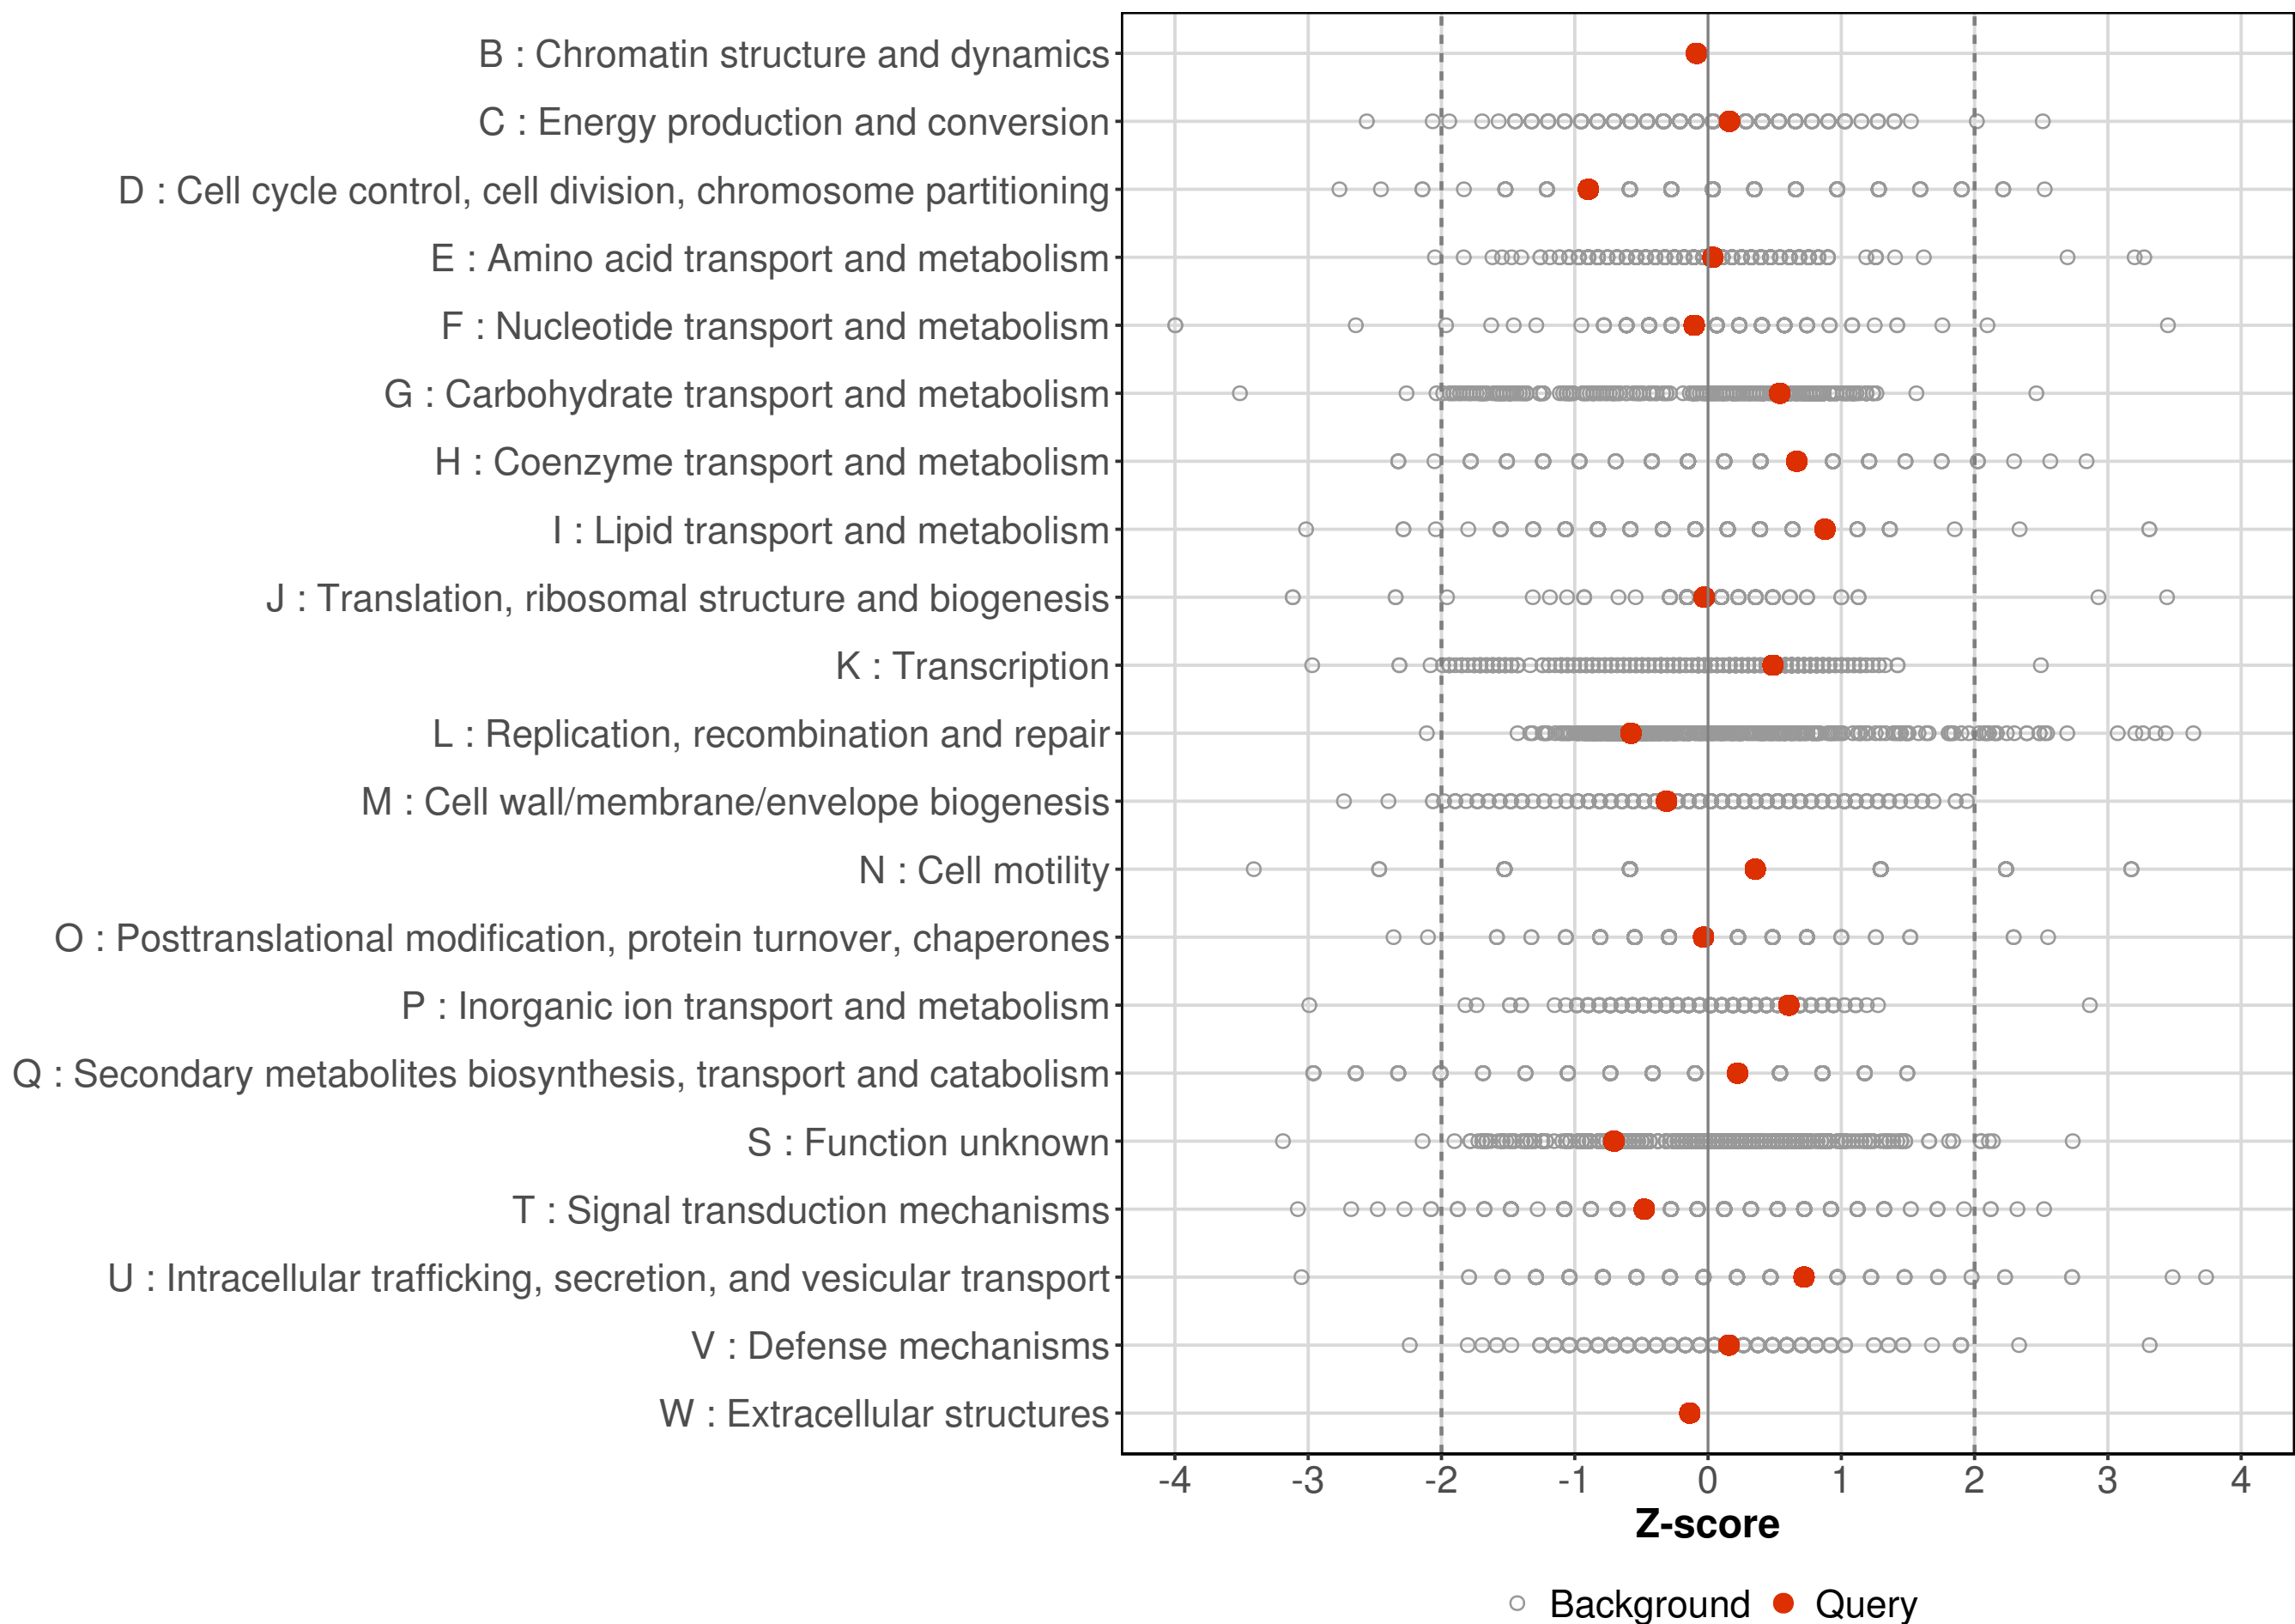 B : Chromatin structure and dynamics
C : Energy production and conversion
D : Cell cycle control, cell division, chromosome partitioning
E : Amino acid transport and metabolism
F : Nucleotide transport and metabolism
G : Carbohydrate transport and metabolism
H : Coenzyme transport and metabolism
I : Lipid transport and metabolism
J : Translation, ribosomal structure and biogenesis
K : Transcription
L : Replication, recombination and repair
M : Cell wall/membrane/envelope biogenesis
N : Cell motility
O : Posttranslational modification, protein turnover, chaperones
P : Inorganic ion transport and metabolism
Q : Secondary metabolites biosynthesis, transport and catabolism
S : Function unknown
T : Signal transduction mechanisms
U : Intracellular trafficking, secretion, and vesicular transport
V : Defense mechanisms
W : Extracellular structures
-4 -3 -2 -1 0 1 2 3 4
Z-score
Background Query